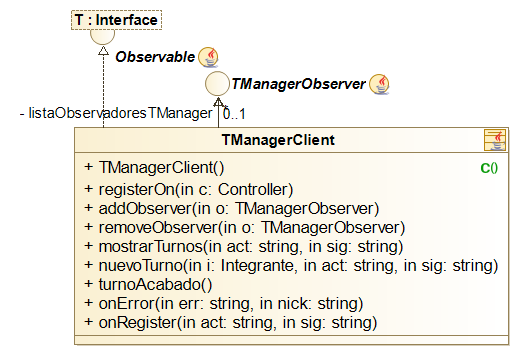 T : Interface
Observable
TManagerObserver
- listaObservadoresTManager 0..1
TManagerClient
+ TManagerClient() C()
+ registerOn(in c: Controller)
+ addObserver(in o: TManagerObserver)
+ removeObserver(in o: TManagerObserver)
+ mostrarTurnos(in act: string, in sig: string)
+ nuevoTurno(in i: Integrante, in act: string, in sig: string)
+ turnoAcabado()
+ onError(in err: string, in nick: string)
+ onRegister(in act: string, in sig: string)